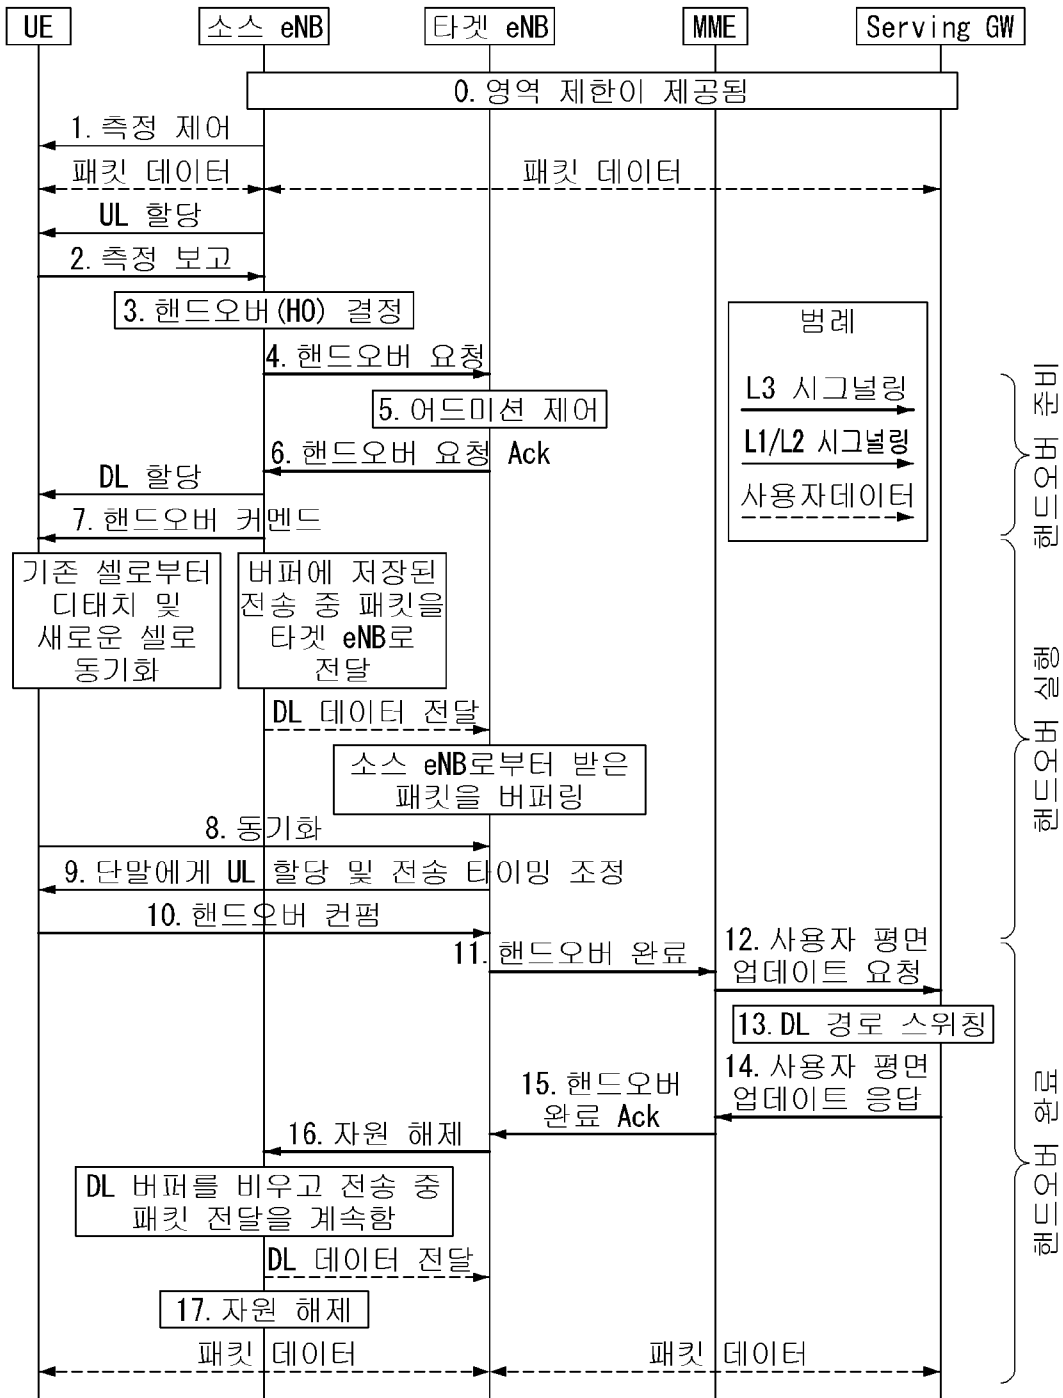 UE
소스 eNB
타겟 eNB
MME
Serving GW
0. 영역 제한이 제공됨
1. 측정 제어
패킷 데이터
패킷 데이터
UL 할당
2. 측정 보고
3. 핸드오버(HO) 결정
범례
L3 시그널링
L1/L2 시그널링
사용자데이터
4. 핸드오버 요청
5. 어드미션 제어
6. 핸드오버 요청 Ack
DL 할당
7. 핸드오버 커멘드
핸드오버 준비
기존 셀로부터
디태치 및
새로운 셀로
동기화
버퍼에 저장된
전송 중 패킷을
타겟 eNB로
전달
DL 데이터 전달
소스 eNB로부터 받은
패킷을 버퍼링
8. 동기화
9. 단말에게 UL 할당 및 전송 타이밍 조정
10. 핸드오버 컨펌
핸드오버 실행
11. 핸드오버 완료
12. 사용자 평면
업데이트 요청
13. DL 경로 스위칭
14. 사용자 평면
업데이트 응답
15. 핸드오버
완료 Ack
16. 자원 해제
DL 버퍼를 비우고 전송 중
패킷 전달을 계속함
DL 데이터 전달
17. 자원 해제
패킷 데이터
패킷 데이터
핸드오버 완료